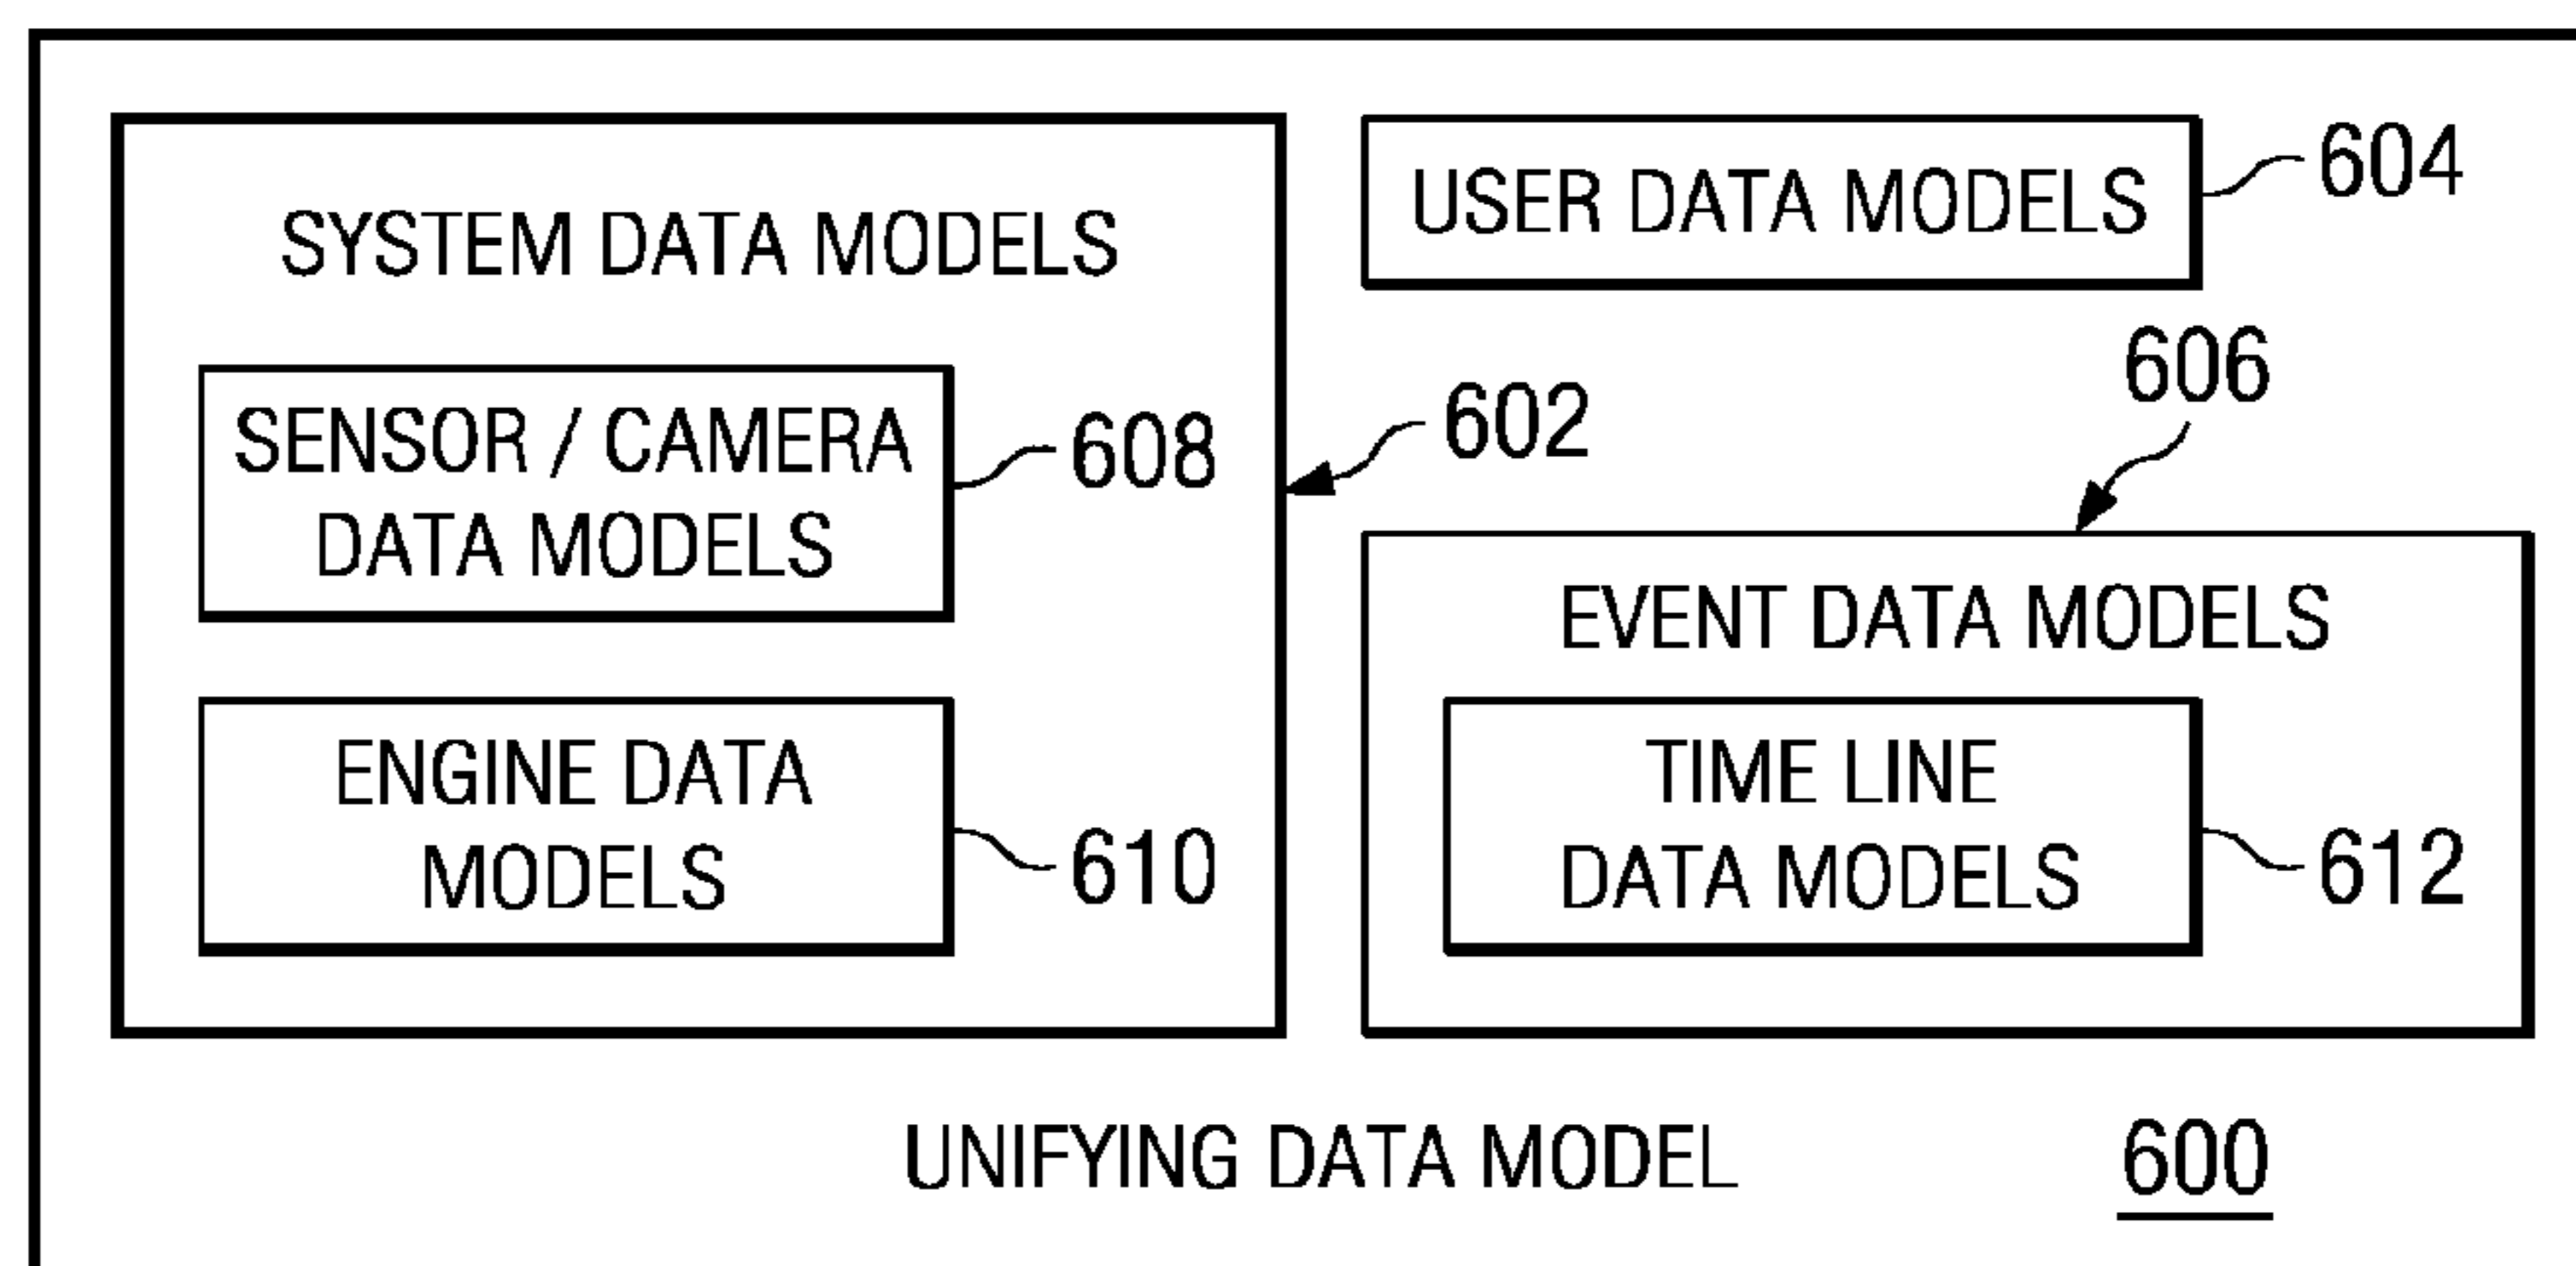 SYSTEM DATA MODELS
SENSOR / CAMERA
DATA MODELS
608
ENGINE DATA
MODELS
610
602
USER DATA MODELS
604
606
EVENT DATA MODELS
TIME LINE
DATA MODELS
612
UNIFYING DATA MODEL
600